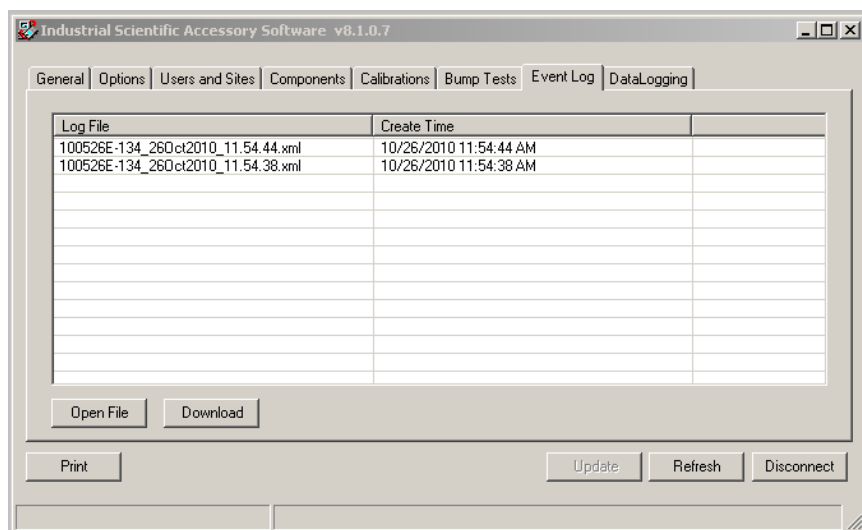 Industrial Scientific Accessory Software v8.1.0.7
General Options Users and Sites Components Calibrations Bump Tests Event Log DataLogging
Log File Create Time
100526E-134_26Oct2010_11.54.44.xml 10/26/2010 11:54:44 AM
100526E-134_26Oct2010_11.54.38.xml 10/26/2010 11:54:38 AM
Open File Download
Print Update Refresh Disconnect